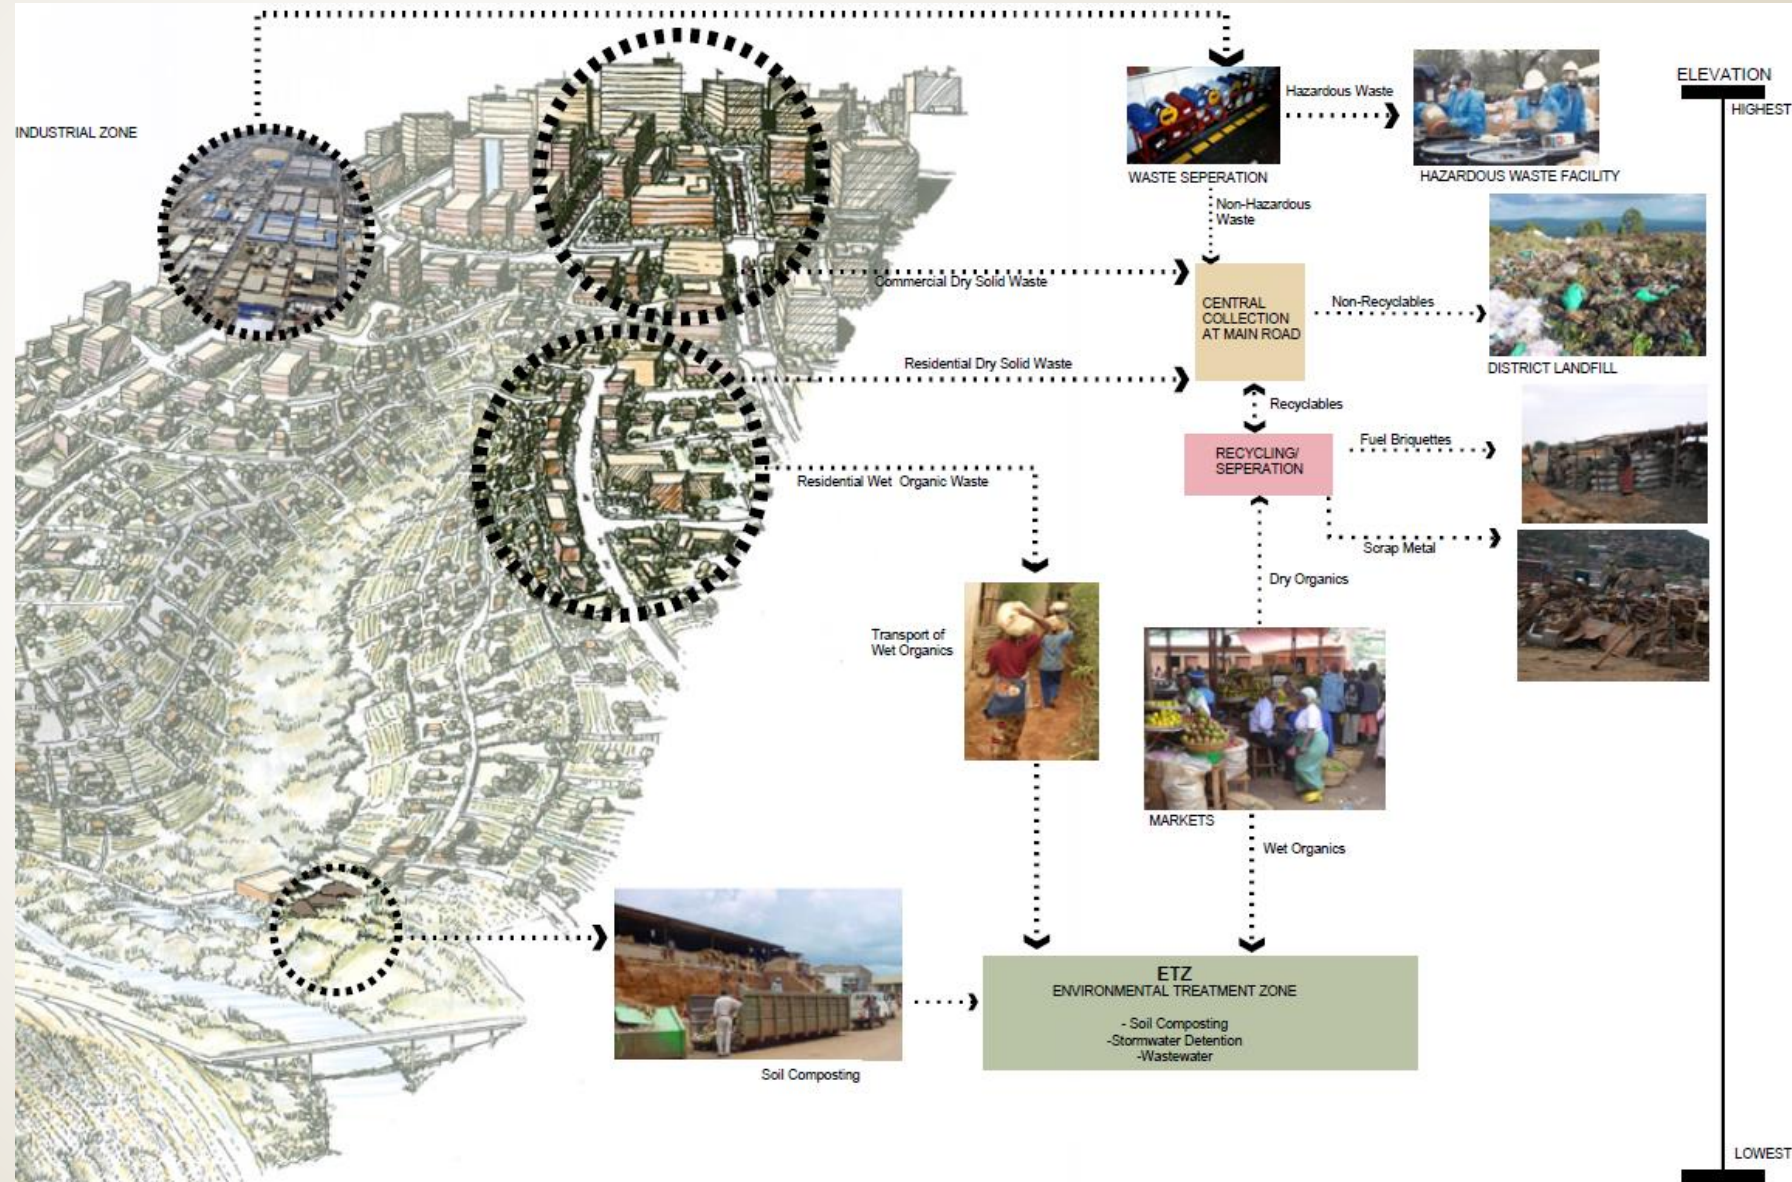 ELEVATION
HIGHEST
INDUSTRIAL ZONE
Hazardous Waste
WASTE SEPERATION
HAZARDOUS WASTE FACILITY
Non-Hazardous
Waste
Commercial Dry Solid Waste
CENTRAL
COLLECTION
AT MAIN ROAD
Non-Recyclables
DISTRICT LANDFILL
Residential Dry Solid Waste
Recyclables
RECYCLING/
SEPERATION
Fuel Briquettes
Scrap Metal
Residential Wet Organic Waste
Dry Organics
Transport of
Wet Organics
MARKETS
Wet Organics
ETZ
ENVIRONMENTAL TREATMENT ZONE
- Soil Composting
-Stormwater Detention
-Wastewater
Soil Composting
LOWEST